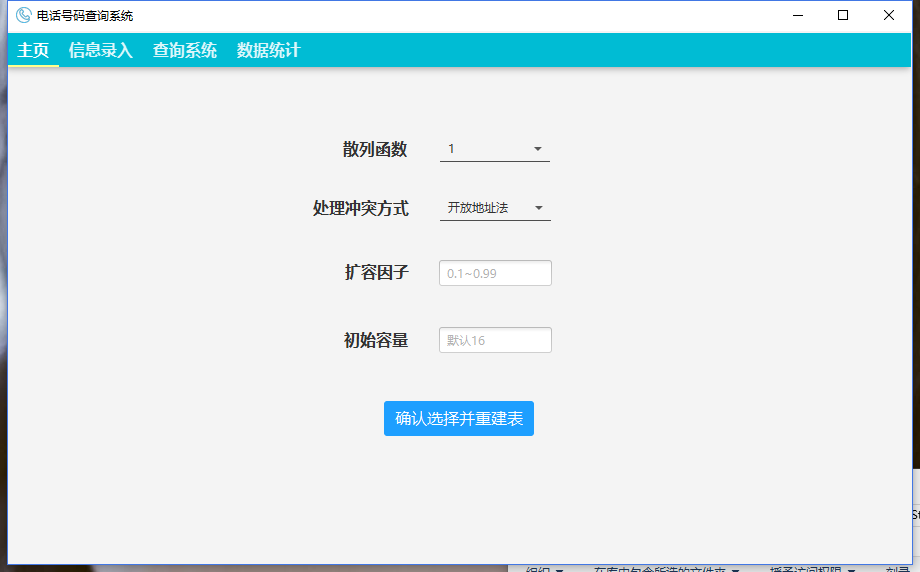 电话号码查询系统
主页 信息录入 查询系统 数据统计
散列函数 1
处理冲突方式 开放地址法
扩容因子 0.1~0.99
初始容量 默认16
确认选择并重建表